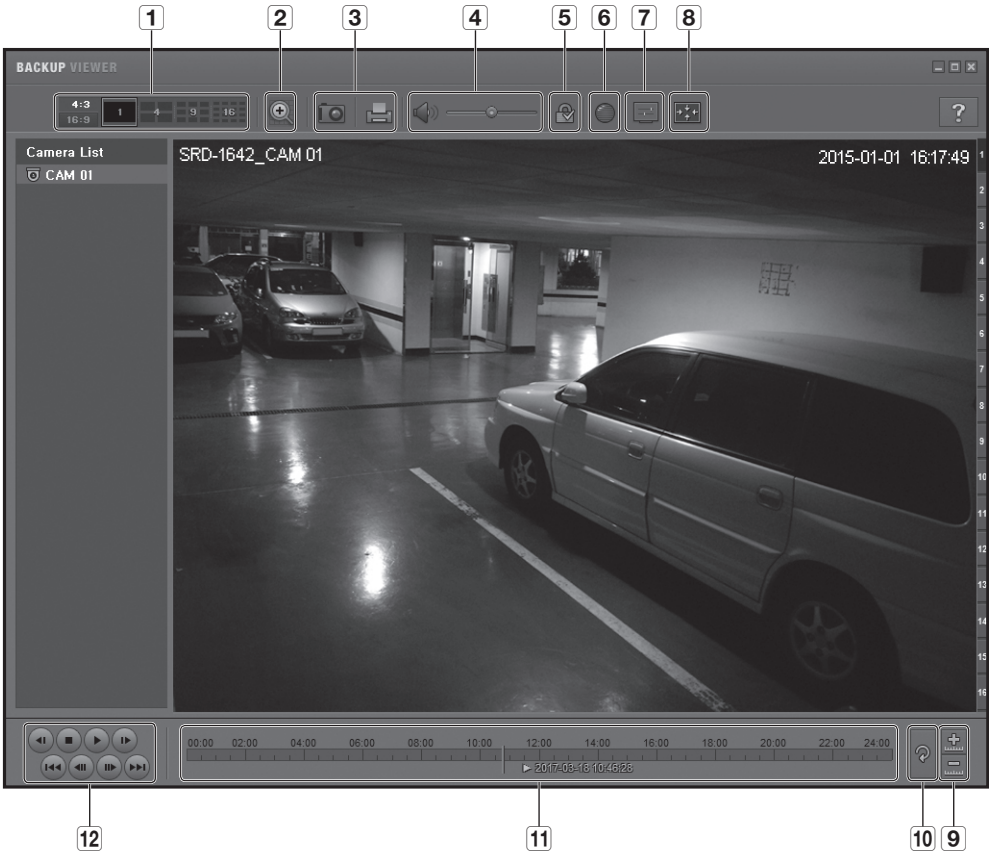 1 2 3 4 5 6 7 8
BACKUP VIEWER
4:3
16:9
1 4 9 16
?
Camera List
CAM 01
SRD-1642_CAM 01
2015-01-01 16:17:49
1
2
3
4
5
6
7
8
9
10
11
12
13
14
15
16
00:00 02:00 04:00 06:00 08:00 10:00 12:00 14:00 16:00 18:00 20:00 22:00 24:00
2017-03-18 10:46:28
12 11 10 9